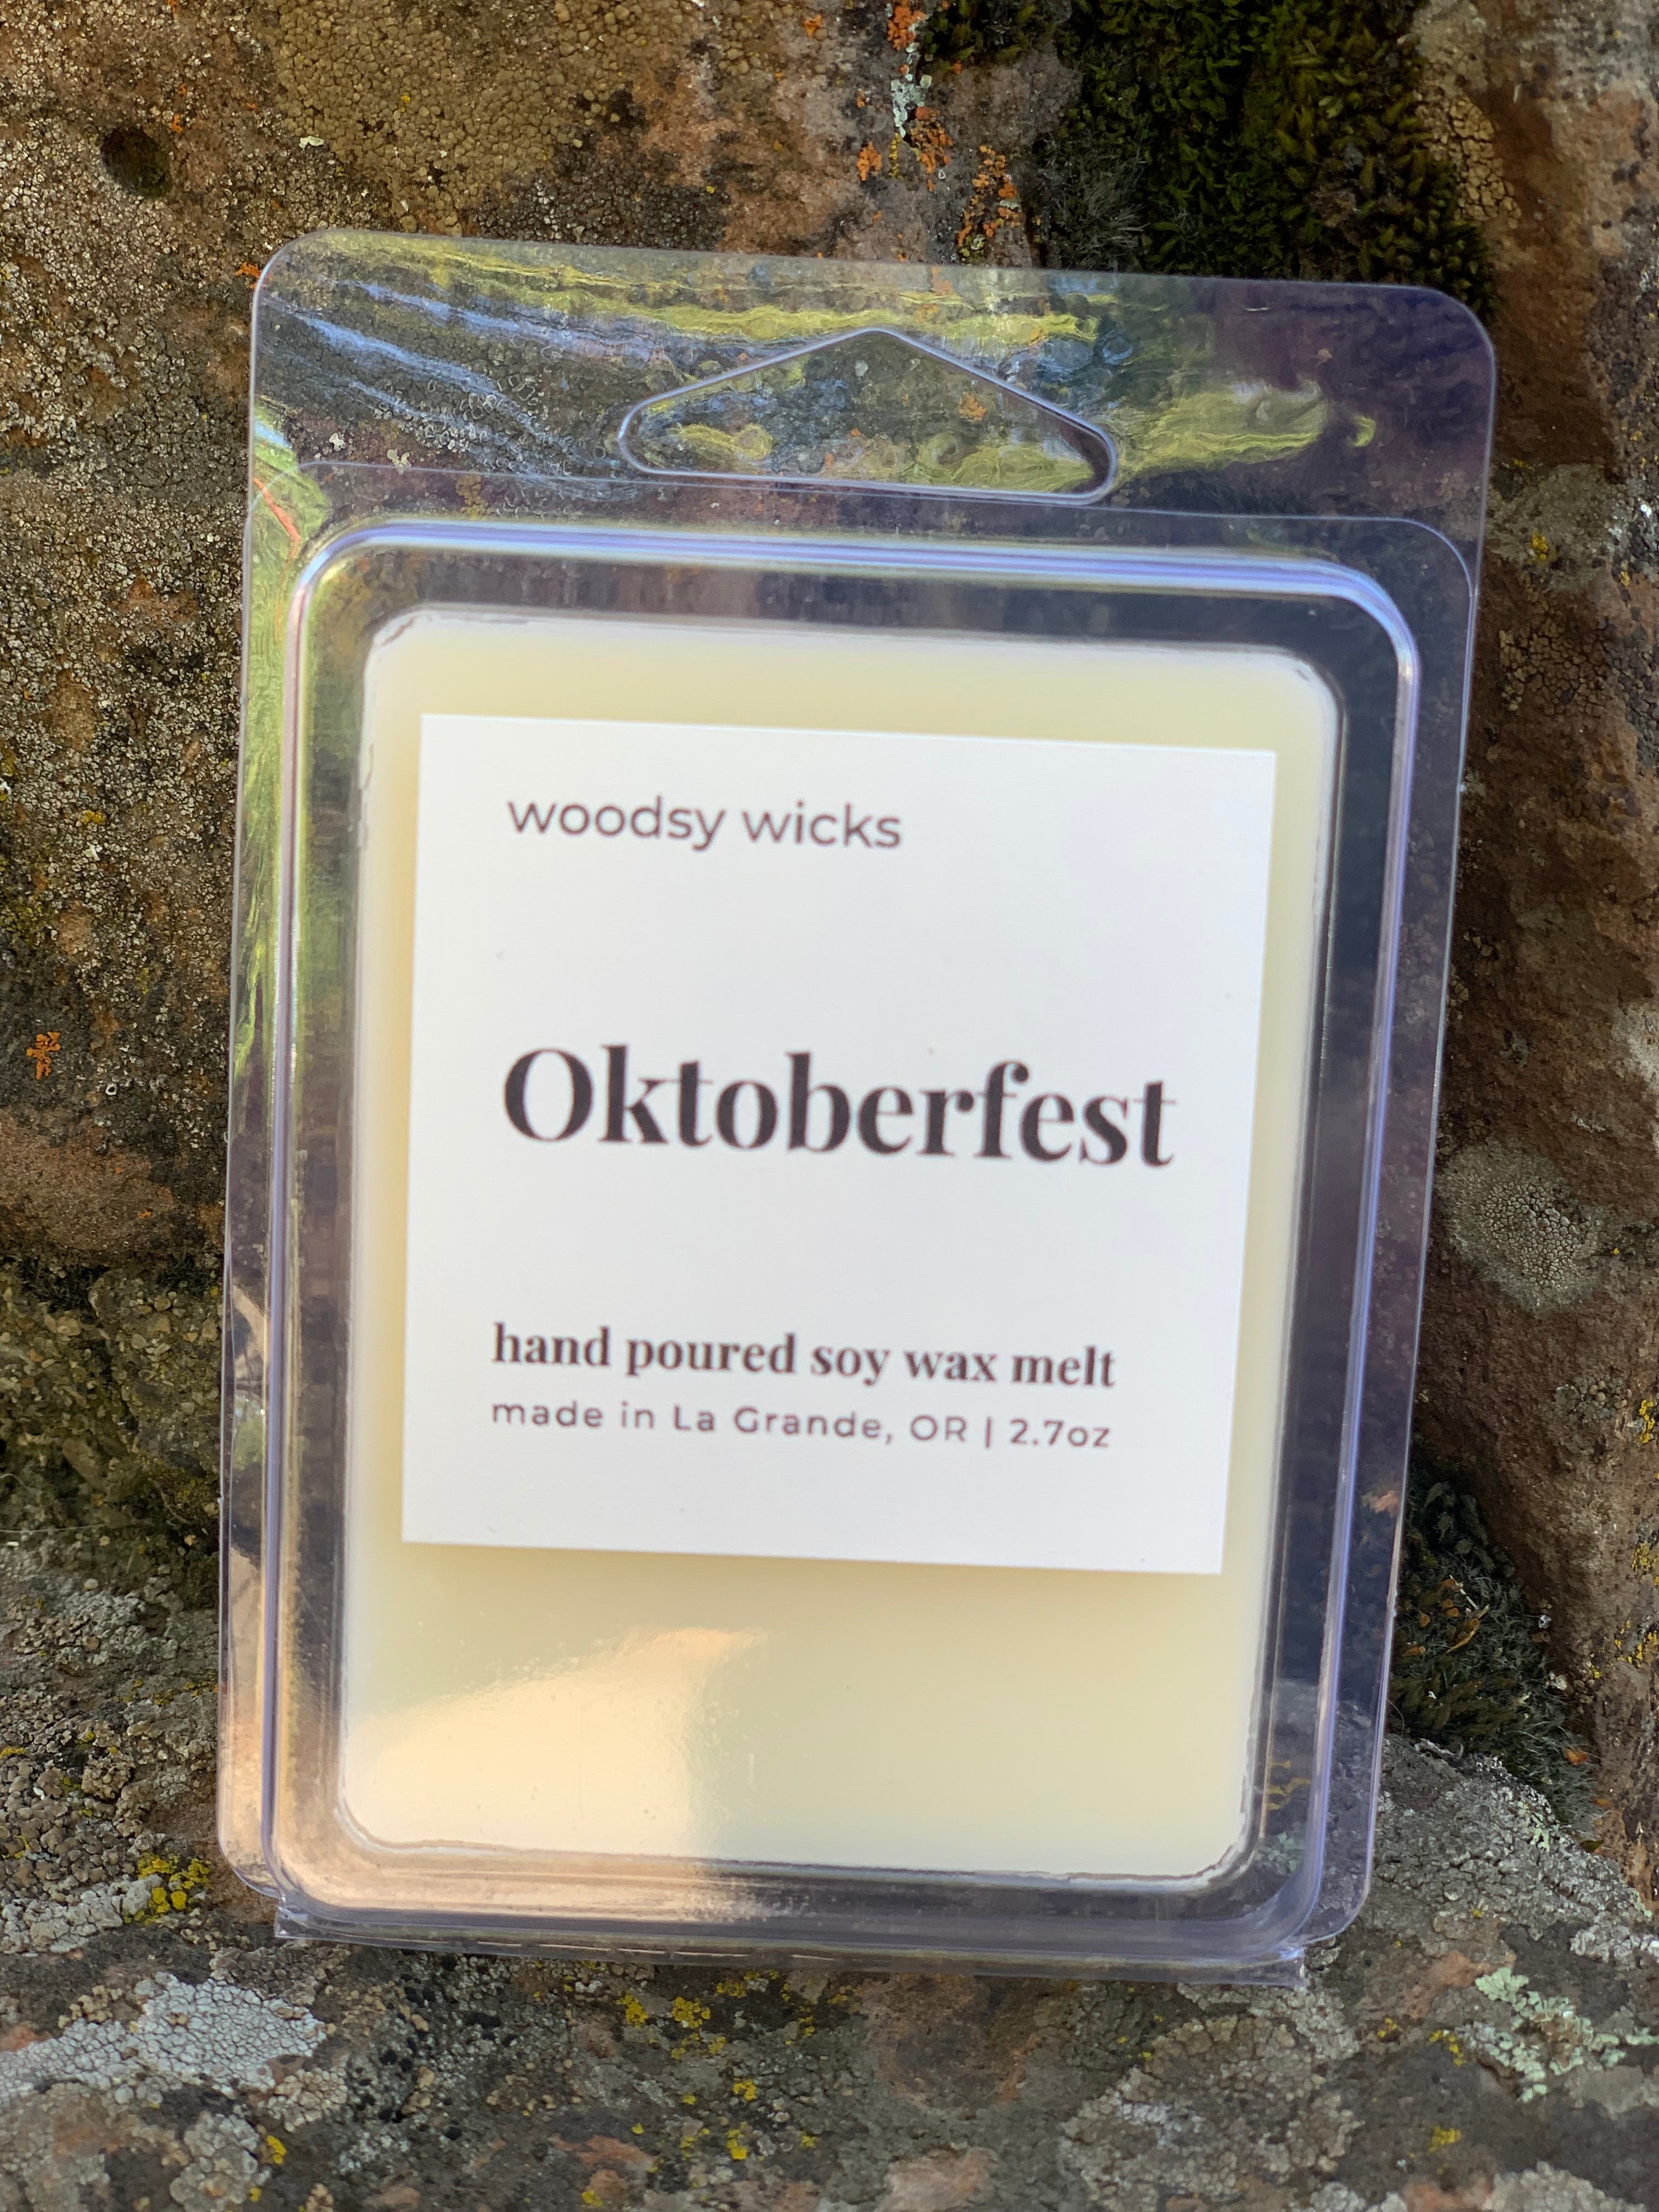 woodsy wicks
Oktoberfest
hand poured soy wax melt
made in La Grande, OR | 2.7oz